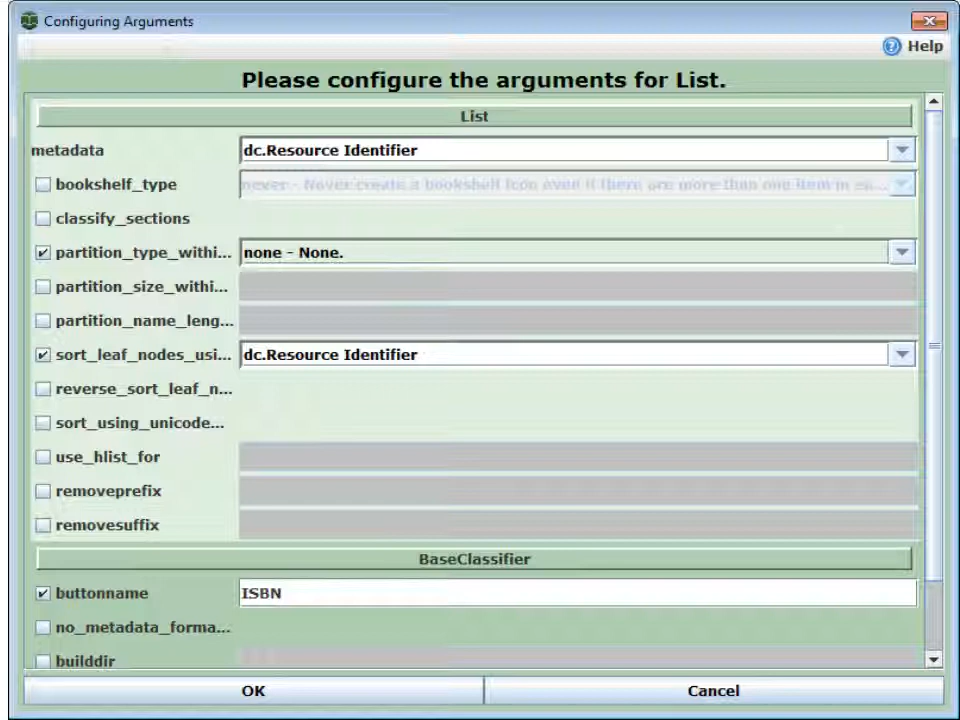 Configuring Arguments
Help
Please configure the arguments for List.
List
metadata dc.Resource Identifier
bookshelf_type never - Never create a bookshelf icon even if there are more than one item in ea...
classify_sections
partition_type_withi... none - None.
partition_size_withi...
partition_name_leng...
sort_leaf_nodes_usi... dc.Resource Identifier
reverse_sort_leaf_n...
sort_using_unicode...
use_hlist_for
removeprefix
removesuffix
BaseClassifier
buttonname ISBN
no_metadata_forma...
builddir
OK Cancel